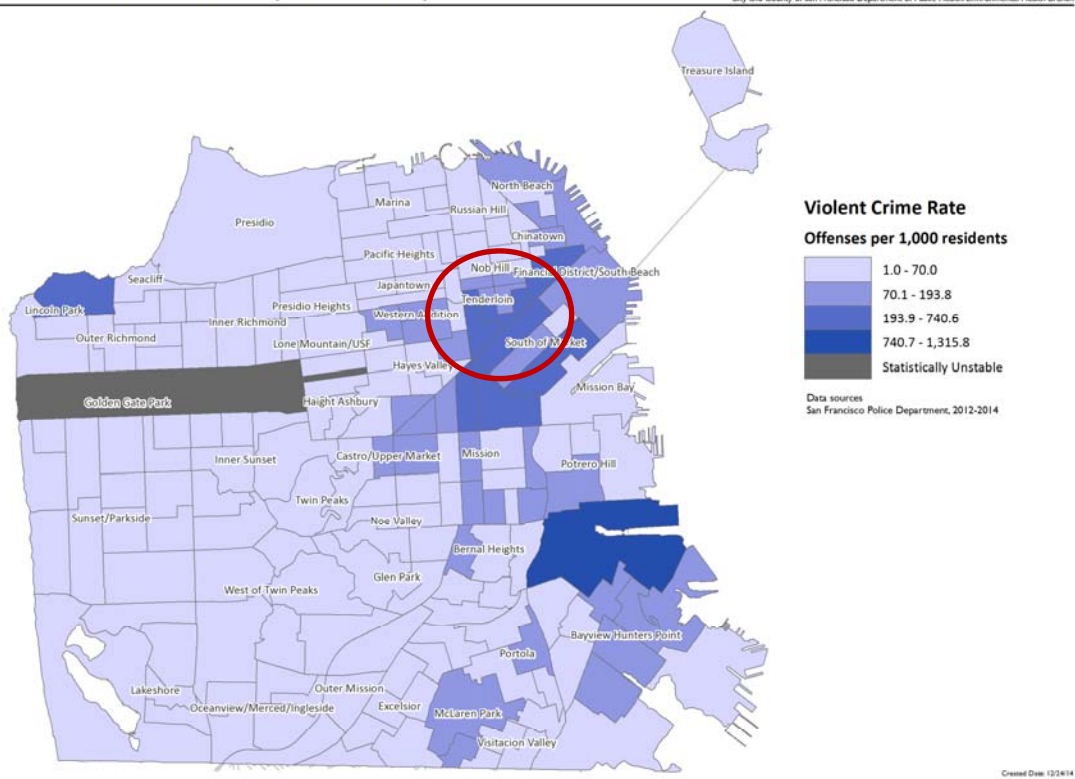 Treasure Island
North Beach
Marina
Russian Hill
Presidio
Chinatown
Pacific Heights
Nob Hill
Financial District/South Beach
Seacliff
Japantown
Tenderloin
Lincoln Park
Presidio Heights
Western Addition
Inner Richmond
Outer Richmond
Lone Mountain/USF
South of Market
Hayes Valley
Mission Bay
Golden Gate Park
Haight Ashbury
Inner Sunset
Castro/Upper Market
Mission
Potrero Hill
Twin Peaks
Sunset/Parkside
Noe Valley
Bernal Heights
Glen Park
West of Twin Peaks
Bayview Hunters Point
Portola
Lakeshore
Outer Mission
Oceanview/Merced/Ingleside
Excelsior
McLaren Park
Visitacion Valley
Violent Crime Rate
Offenses per 1,000 residents
1.0 - 70.0
70.1 - 193.8
193.9 - 740.6
740.7 - 1,315.8
Statistically Unstable
Data sources
San Francisco Police Department, 2012-2014
Created Date: 12/24/14